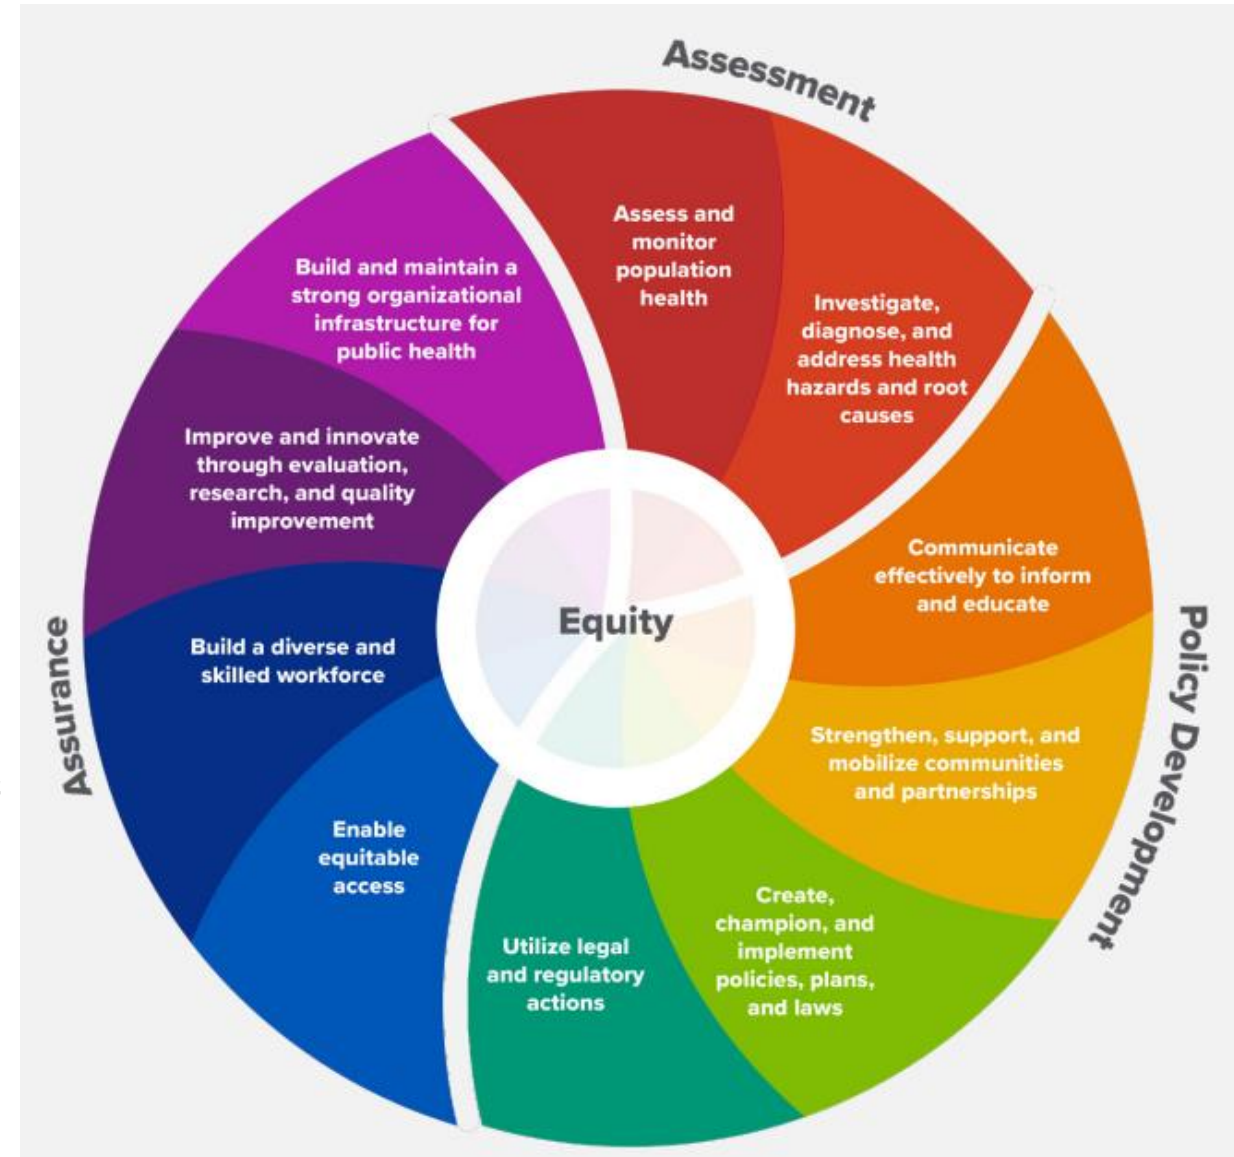 Assessment
Assess and
monitor
population
health
Investigate,
diagnose, and
address health
hazards and root
causes
Communicate
effectively to inform
and educate
Strengthen, support, and
mobilize communities
and partnerships
Create,
champion, and
implement
policies, plans,
and laws
Utilize legal
and regulatory
actions
Policy Development
Enable
equitable
access
Build a diverse and
skilled workforce
Improve and innovate
through evaluation,
research, and quality
improvement
Build and maintain a
strong organizational
infrastructure for
public health
Assurance
Equity